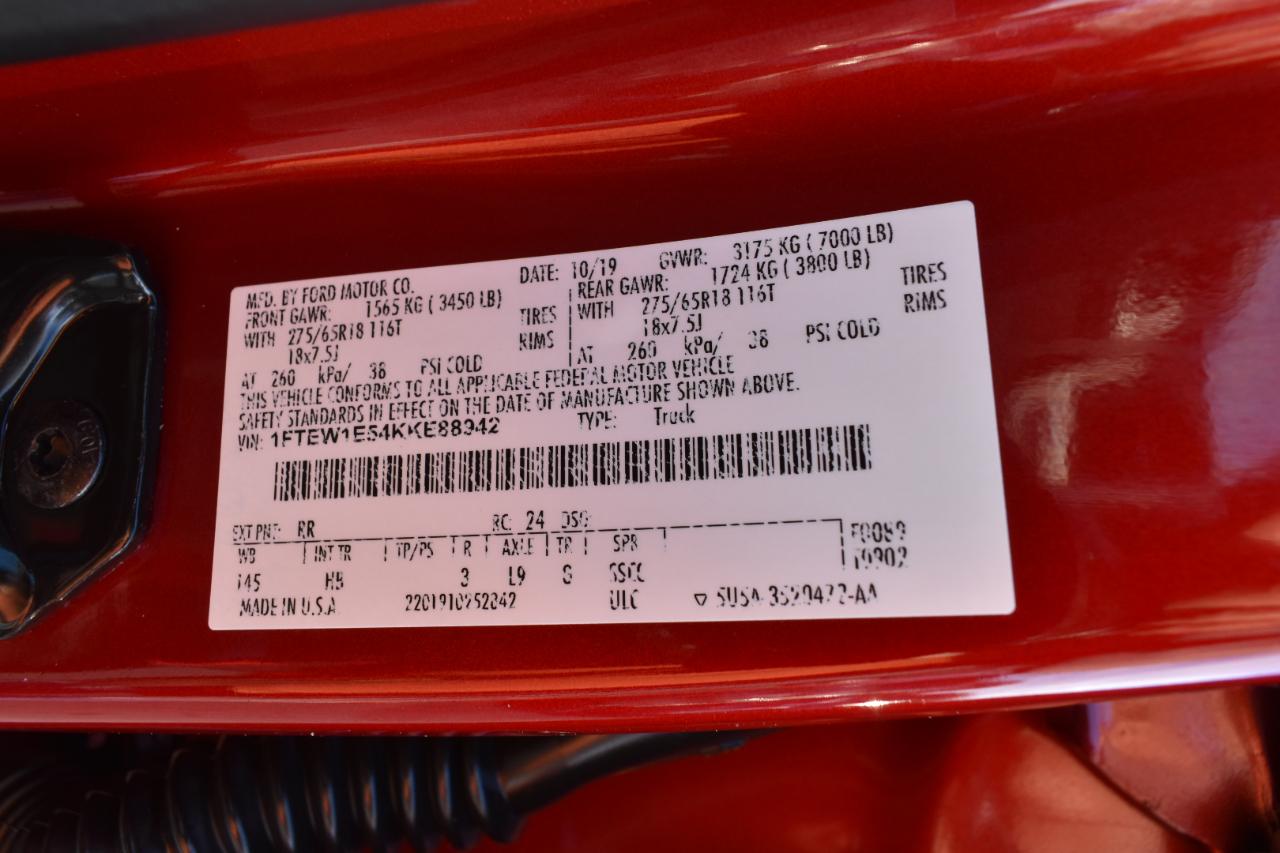 MFD. BY FORD MOTOR CO. DATE: 10/19 GVWR: 3175 KG ( 7000 LB)
FRONT GAWR: 1565 KG ( 3450 LB) REAR GAWR: 1724 KG ( 3800 LB)
WITH 275/65R18 116T TIRES WITH 275/65R18 116T TIRES
18x7.5J RIMS 18x7.5J RIMS
AT 260 kPa/ 38 PSI COLD AT 260 kPa/ 38 PSI COLD
THIS VEHICLE CONFORMS TO ALL APPLICABLE FEDERAL MOTOR VEHICLE
SAFETY STANDARDS IN EFFECT ON THE DATE OF MANUFACTURE SHOWN ABOVE.
VIN: 1FTEW1E54KKE88942 TYPE: Truck
EXT PNT: RR RC: 24 DSO:
WB INT TR TP/PS R AXLE TR SPR
145 HB 3 L9 SSCC
MADE IN U.S.A. ULC